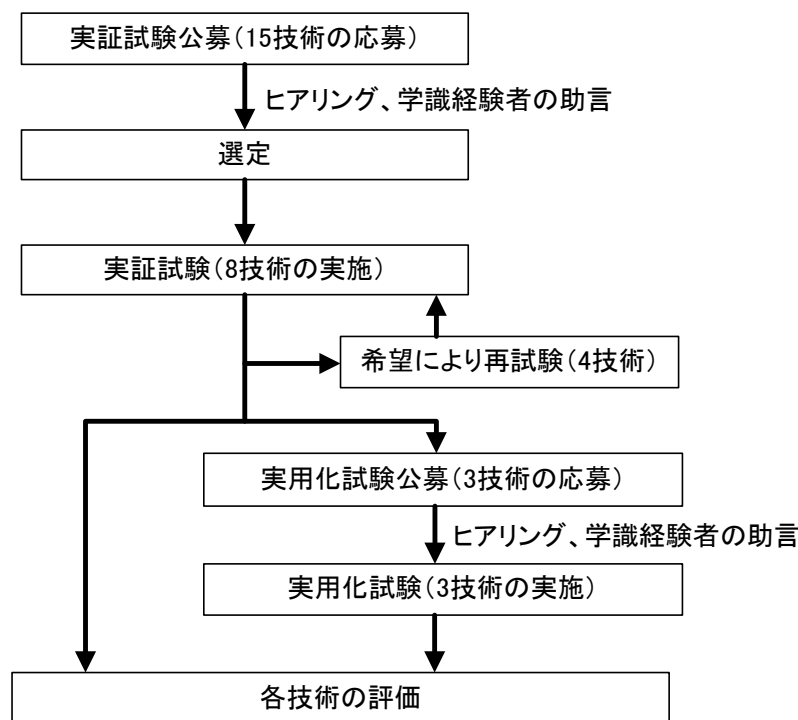 実証試験公募(15技術の応募)
ヒアリング、学識経験者の助言
選定
実証試験(8技術の実施)
希望により再試験(4技術)
実用化試験公募(3技術の応募)
ヒアリング、学識経験者の助言
実用化試験(3技術の実施)
各技術の評価